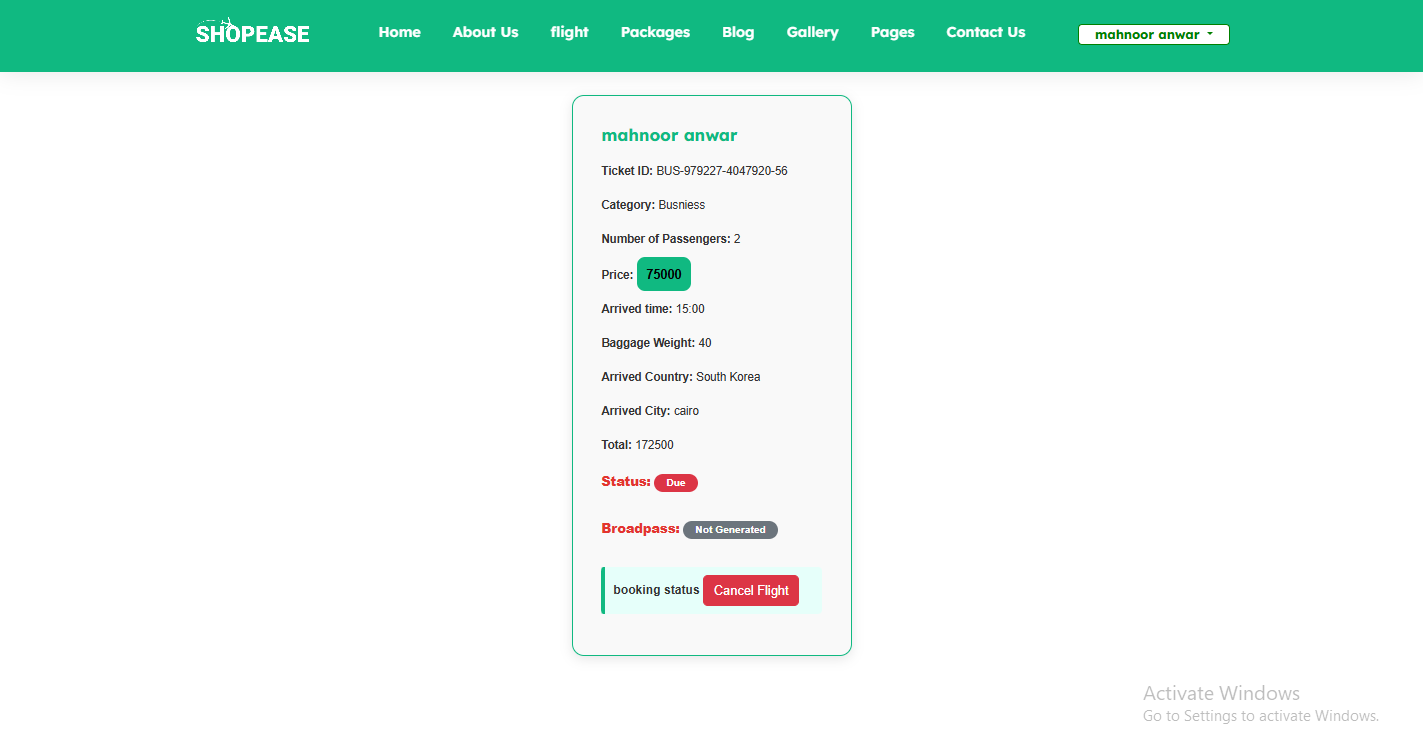 SHOPEASE Home About Us flight Packages Blog Gallery Pages Contact Us mahnoor anwar
mahnoor anwar
Ticket ID: BUS-979227-4047920-56
Category: Busniess
Number of Passengers: 2
Price: 75000
Arrived time: 15:00
Baggage Weight: 40
Arrived Country: South Korea
Arrived City: cairo
Total: 172500
Status: Due
Broadpass: Not Generated
booking status Cancel Flight
Activate Windows
Go to Settings to activate Windows.